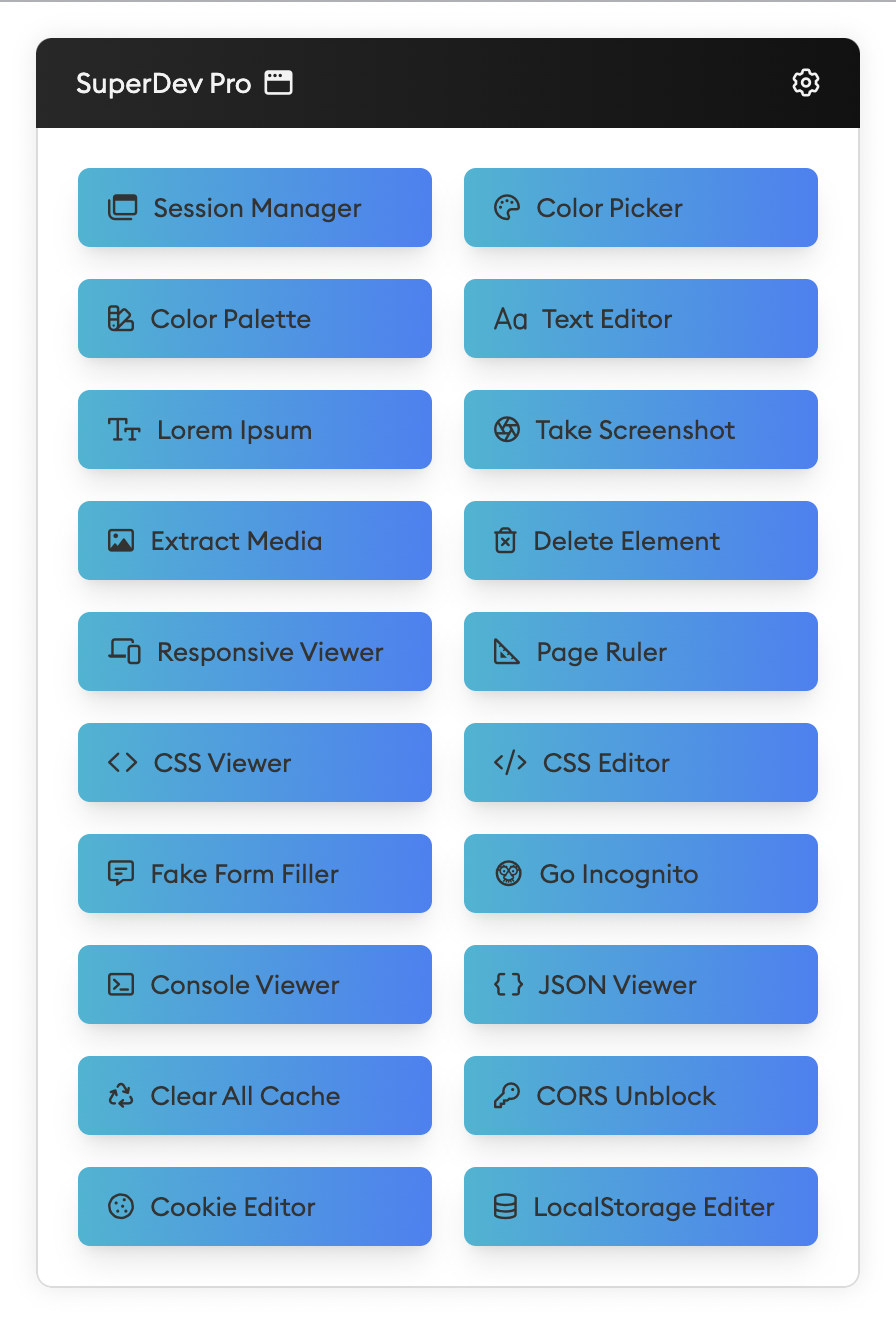 SuperDev Pro
Session Manager
Color Picker
Color Palette
Aa Text Editor
Tт Lorem Ipsum
Take Screenshot
Extract Media
Delete Element
Responsive Viewer
Page Ruler
CSS Viewer
CSS Editor
Fake Form Filler
Go Incognito
Console Viewer
JSON Viewer
Clear All Cache
CORS Unblock
Cookie Editor
LocalStorage Editer